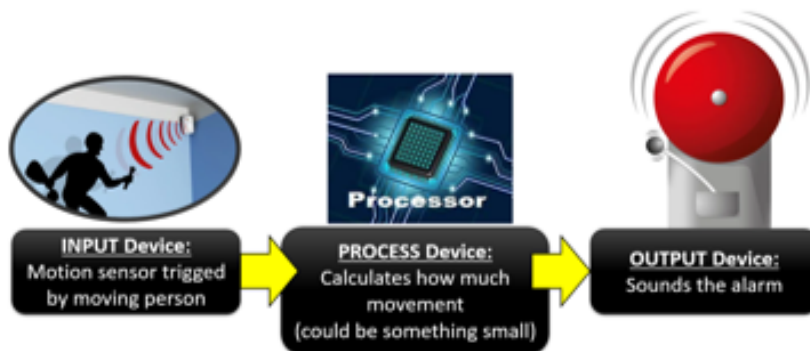 Processor
INPUT Device:
Motion sensor trigged
by moving person
PROCESS Device:
Calculates how much
movement
(could be something small)
OUTPUT Device:
Sounds the alarm